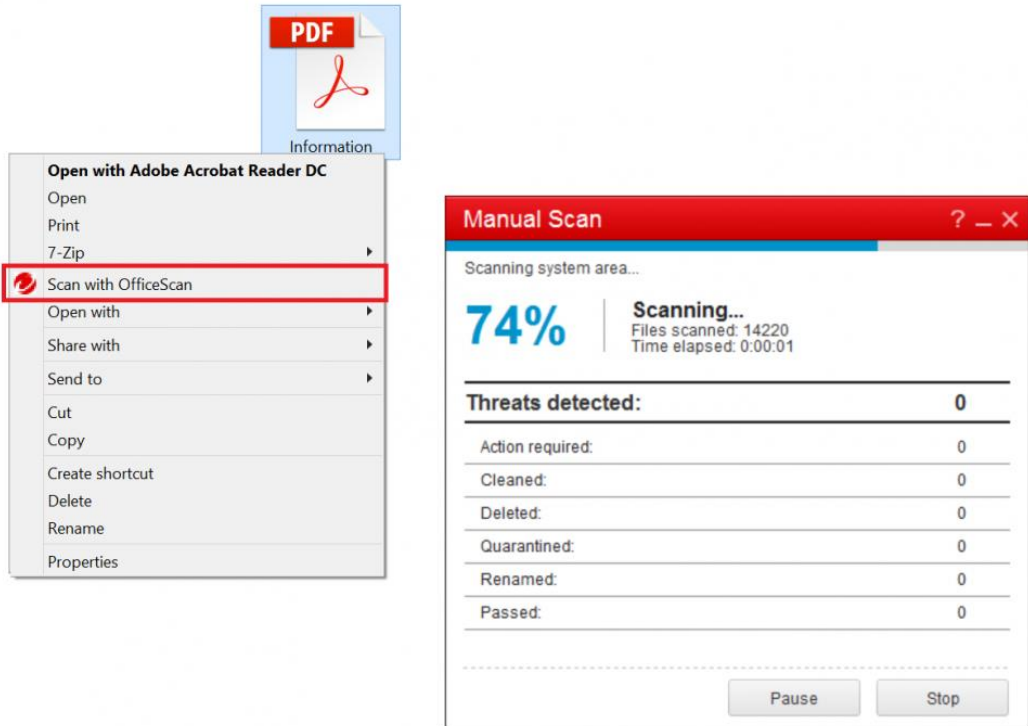 PDF
Information
Open with Adobe Acrobat Reader DC
Open
Print
7-Zip
Scan with OfficeScan
Open with
Share with
Send to
Cut
Copy
Create shortcut
Delete
Rename
Properties
Manual Scan
Scanning system area...
74%
Scanning...
Files scanned: 14220
Time elapsed: 0:00:01
Threats detected: 0
Action required: 0
Cleaned: 0
Deleted: 0
Quarantined: 0
Renamed: 0
Passed: 0
Pause Stop